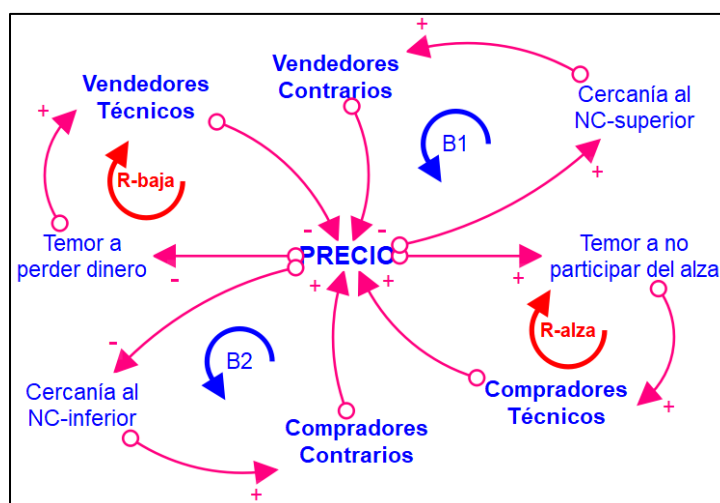 +
Vendedores
Contrarios
Vendedores
Técnicos
+
Cercanía al
NC-superior
B1
R-baja
+
-
-
Temor a
perder dinero
PRECIO
Temor a no
participar del alza
-
+
+
+
-
B2
R-alza
Cercanía al
NC-inferior
Compradores
Contrarios
Compradores
Técnicos
+
+